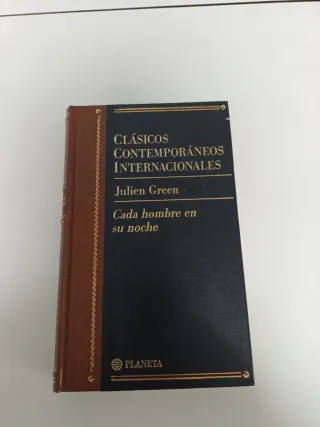 CLÁSICOS
CONTEMPORÁNEOS
INTERNACIONALES
Julien Green
Cada hombre en
su noche
PLANETA